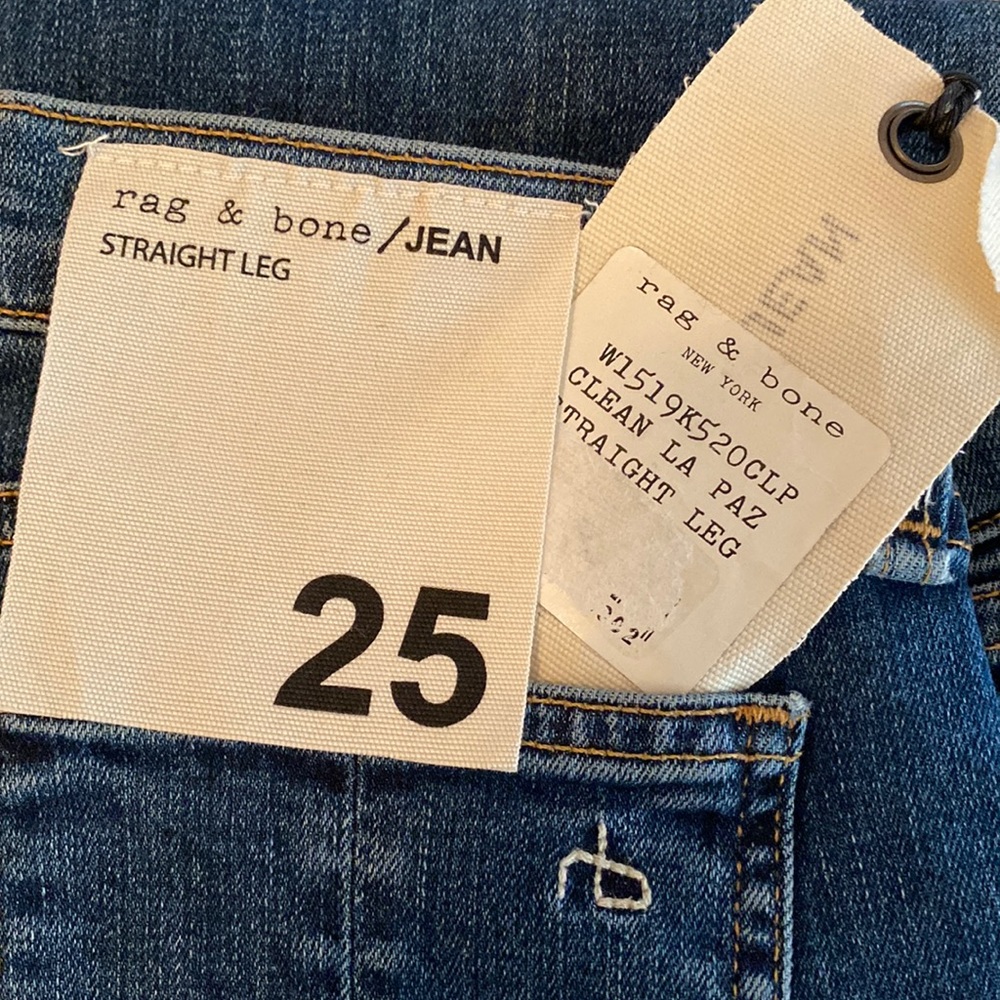 rag & bone/JEAN
STRAIGHT LEG
25
rag & bone
NEW YORK
W1519K520CLP
CLEAN LA PAZ
STRAIGHT LEG
rb